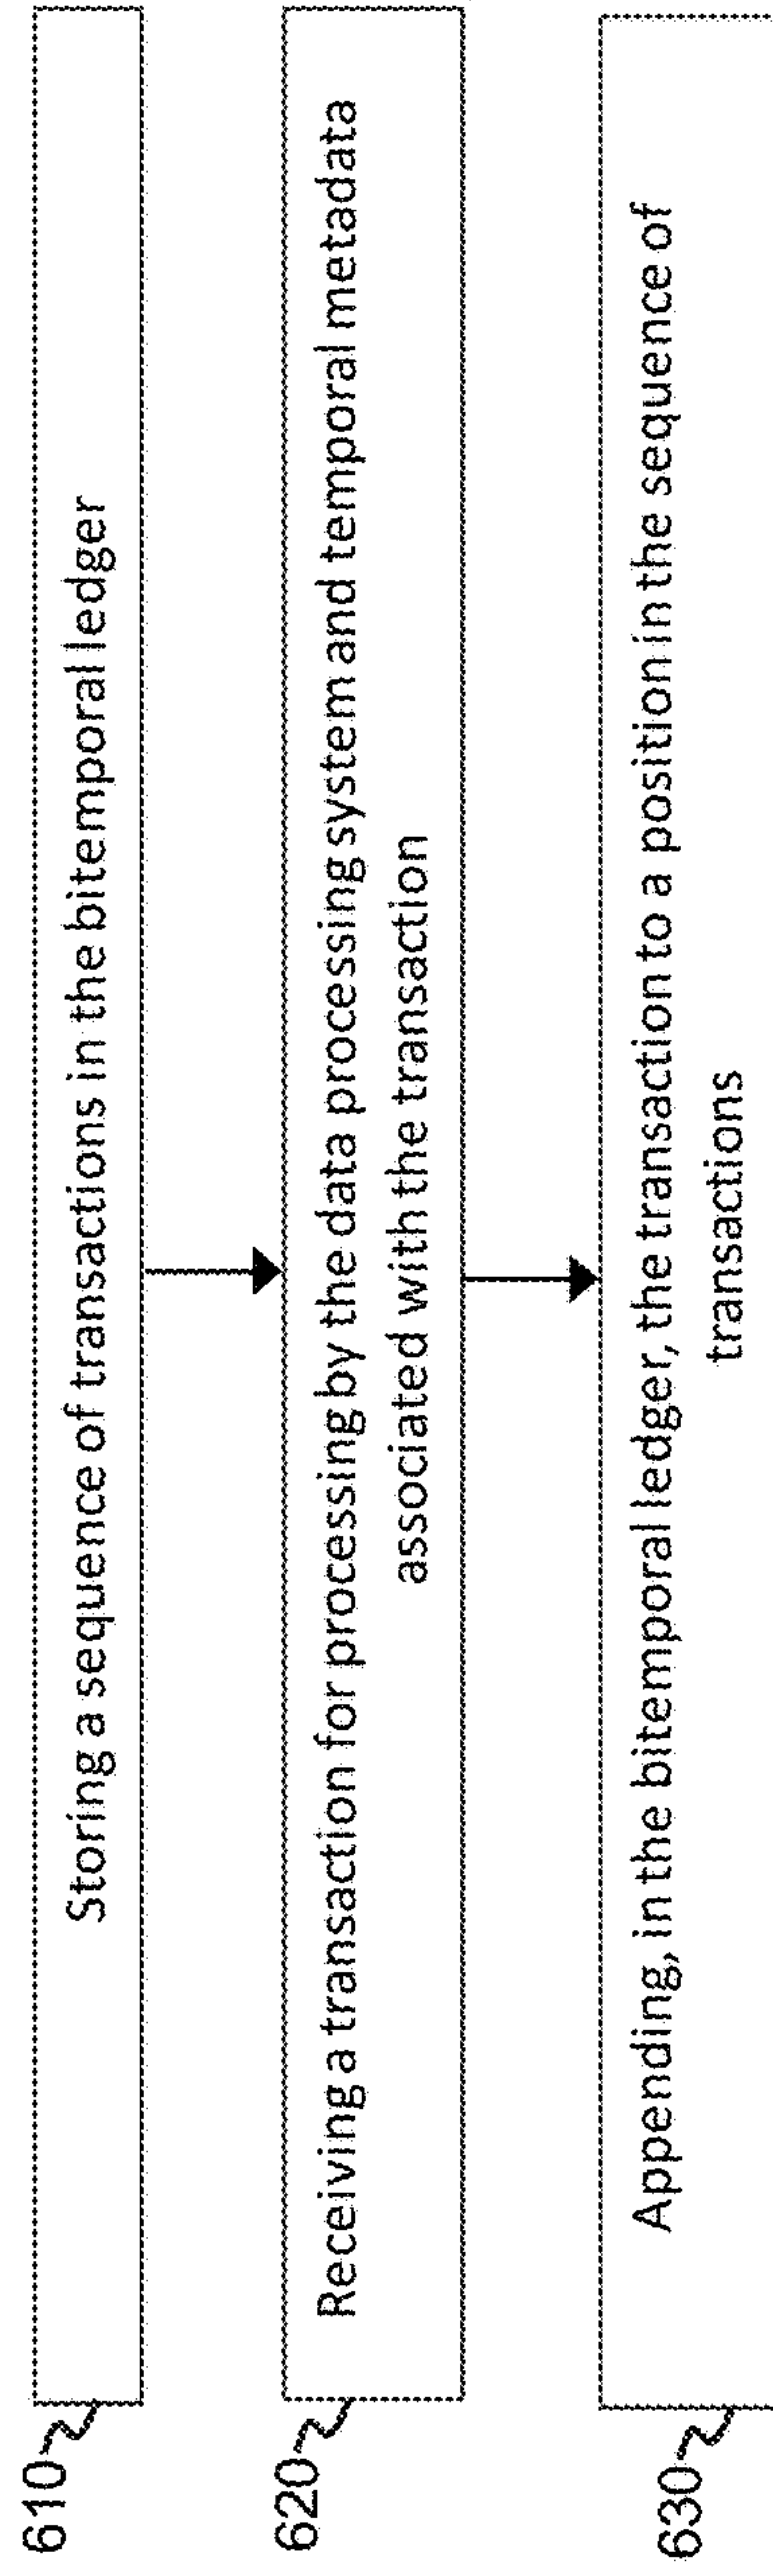 610
Storing a sequence of transactions in the bitemporal ledger
620
Receiving a transaction for processing by the data processing system and temporal metadata
associated with the transaction
630
Appending, in the bitemporal ledger, the transaction to a position in the sequence of
transactions